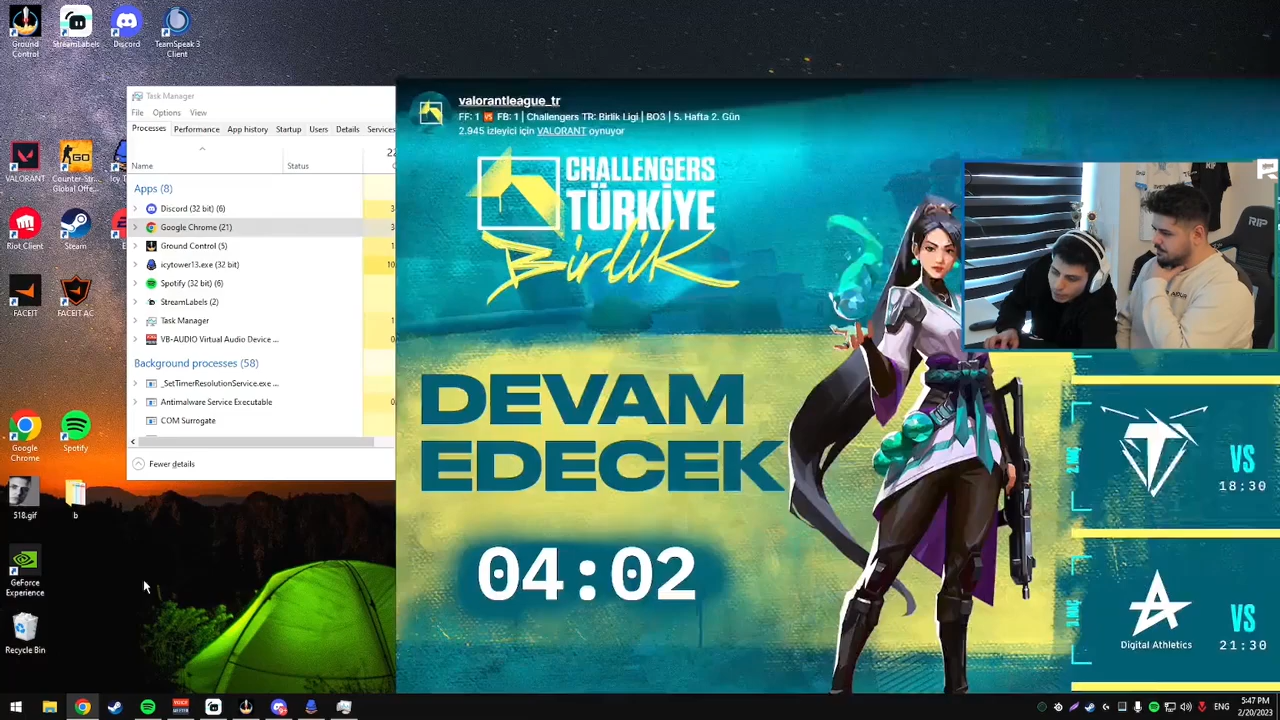 Ground
Control
StreamLabels
Discord
TeamSpeak 3
Client
VALORANT
Counter-Str...
Global Offe...
Icy T
Riot Client
Steam
FACEIT
FACEIT AC
Google
Chrome
Spotify
518.gif
b
GeForce
Experience
Recycle Bin
Task Manager
File Options View
Processes Performance App history Startup Users Details Services
22
Name Status
Apps (8)
Discord (32 bit) (6)
Google Chrome (21)
Ground Control (5)
icytower13.exe (32 bit)
Spotify (32 bit) (6)
StreamLabels (2)
Task Manager
VB-AUDIO Virtual Audio Device ...
Background processes (58)
_SetTimerResolutionService.exe ...
Antimalware Service Executable
COM Surrogate
Fewer details
valorantleague_tr
FF: 1 🆚 FB: 1 | Challengers TR: Birlik Ligi | BO3 | 5. Hafta 2. Gün
2.945 izleyici için VALORANT oynuyor
CHALLENGERS
TÜRKİYE
Birlik
DEVAM
EDECEK
04:02
RIP
VS
18:30
Digital Athletics
VS
21:30
ENG
5:47 PM
2/20/2023